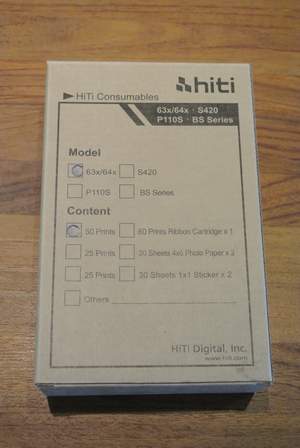 hiti
HiTi Consumables
63x/64x · S420
P110S · BS Series
Model
63x/64x S420
P110S BS Series
Content
50 Prints 60 Prints Ribbon Cartridge x 1
25 Prints 30 Sheets 4x6 Photo Paper x 2
25 Prints 30 Sheets 1x1 Sticker x 2
Others
HiTi Digital, Inc.
www.hiti.com